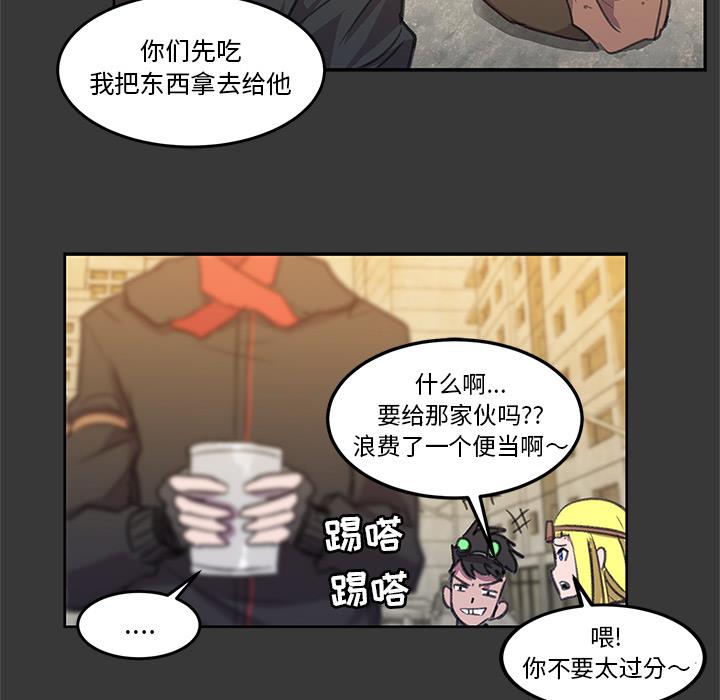 你们先吃
我把东西拿去给他
什么啊...
要给那家伙吗??
浪费了一个便当啊～
踢嗒
踢嗒
....
喂!
你不要太过分～